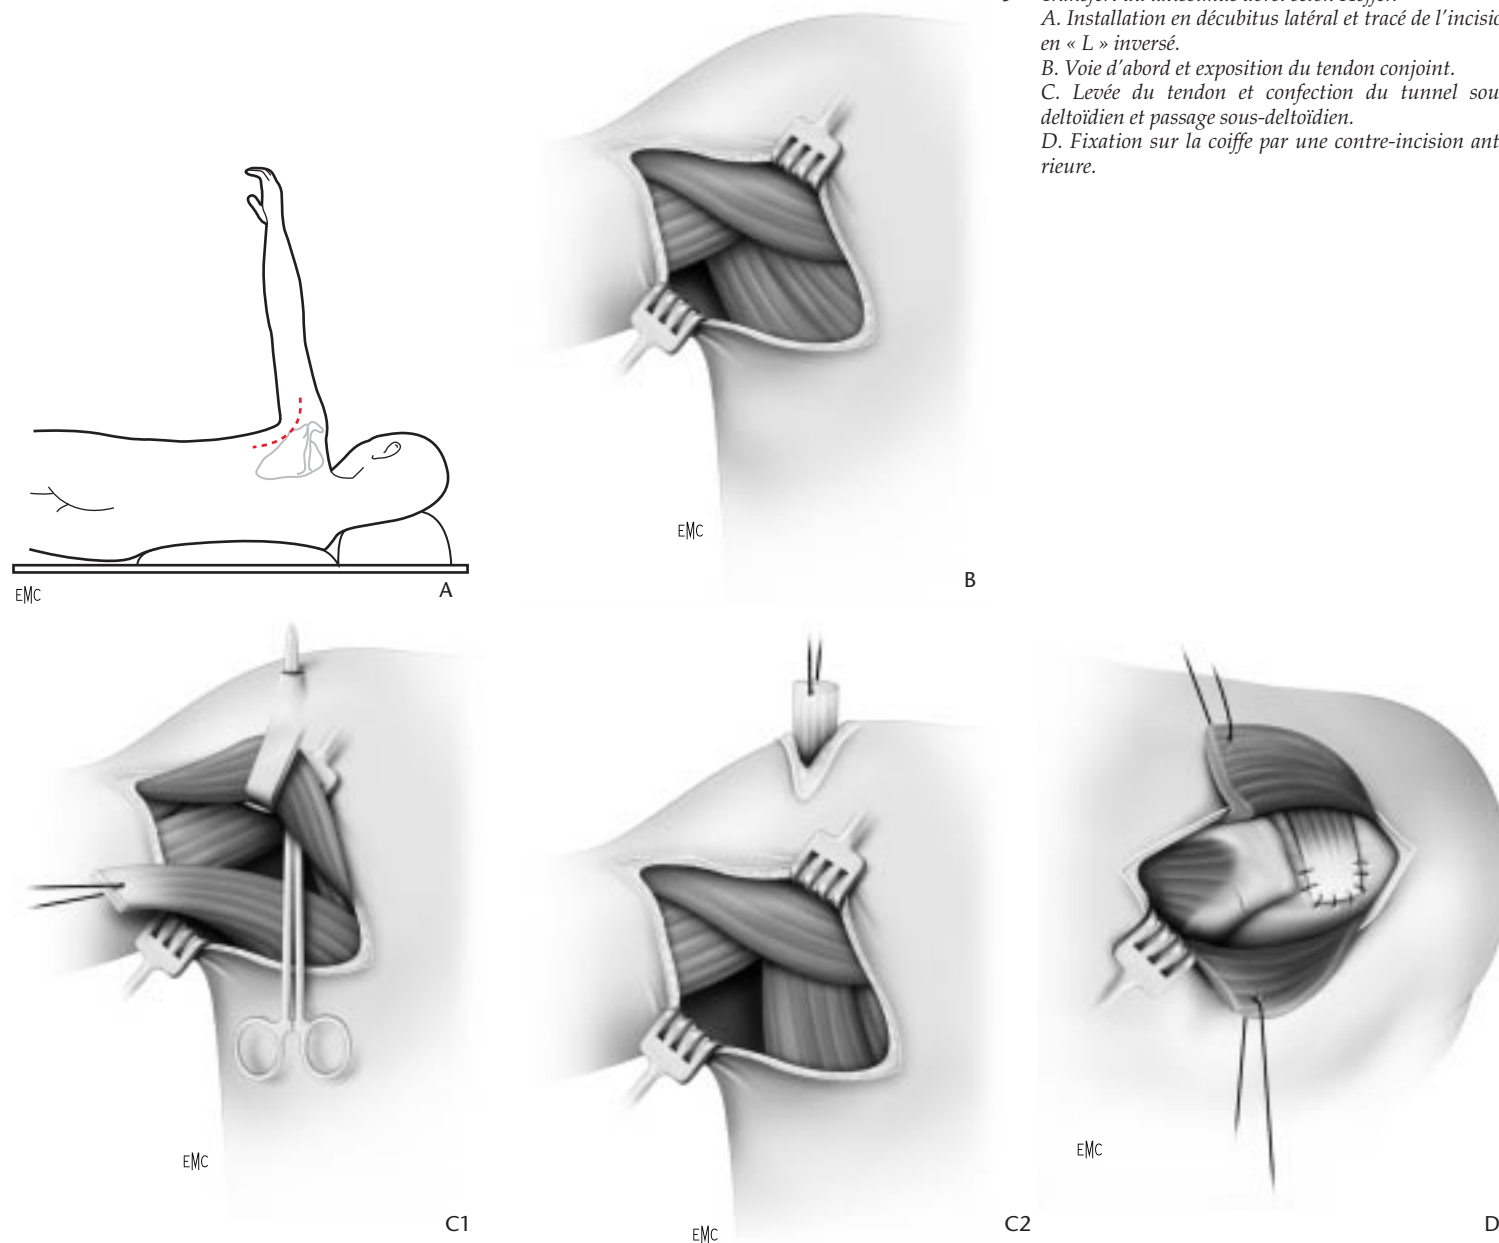 A. Installation en décubitus latéral et tracé de l'incisio
en « L » inversé.
B. Voie d'abord et exposition du tendon conjoint.
C. Levée du tendon et confection du tunnel sou
deltoïdien et passage sous-deltoïdien.
D. Fixation sur la coiffe par une contre-incision ant
rieure.
EMC
A
EMC
B
EMC
C1
EMC
C2
EMC
D